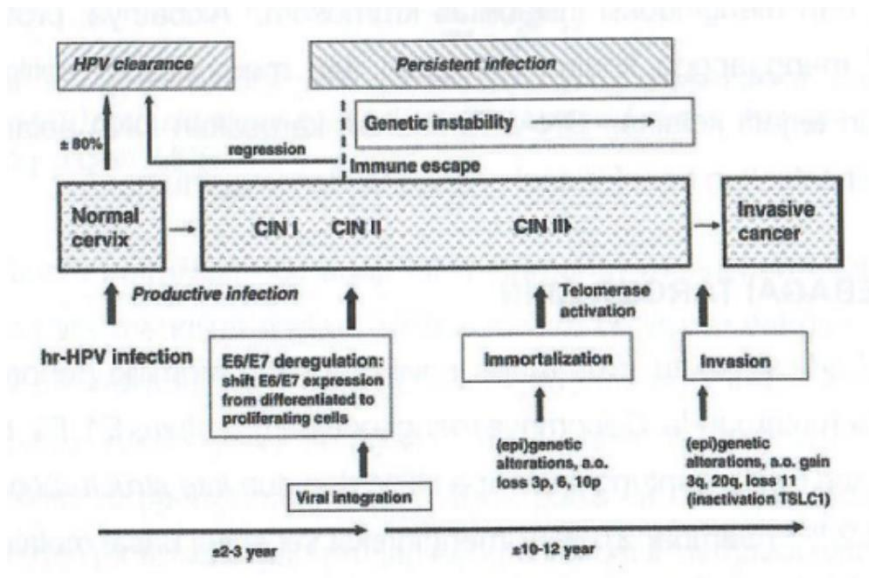 HPV clearance
Persistent infection
Genetic Instability
± 80%
regression
Immune escape
Normal
cervix
CIN I
CIN II
CIN III
Invasive
cancer
Productive infection
Telomerase
activation
hr-HPV infection
E6/E7 deregulation:
shift E6/E7 expression
from differentiated to
proliferating cells
Immortalization
Invasion
Viral integration
(epi)genetic
alterations, a.o.
loss 3p, 6, 10p
(epi)genetic
alterations, a.o. gain
3q, 20q, loss 11
(inactivation TSLC1)
±2-3 year
±10-12 year